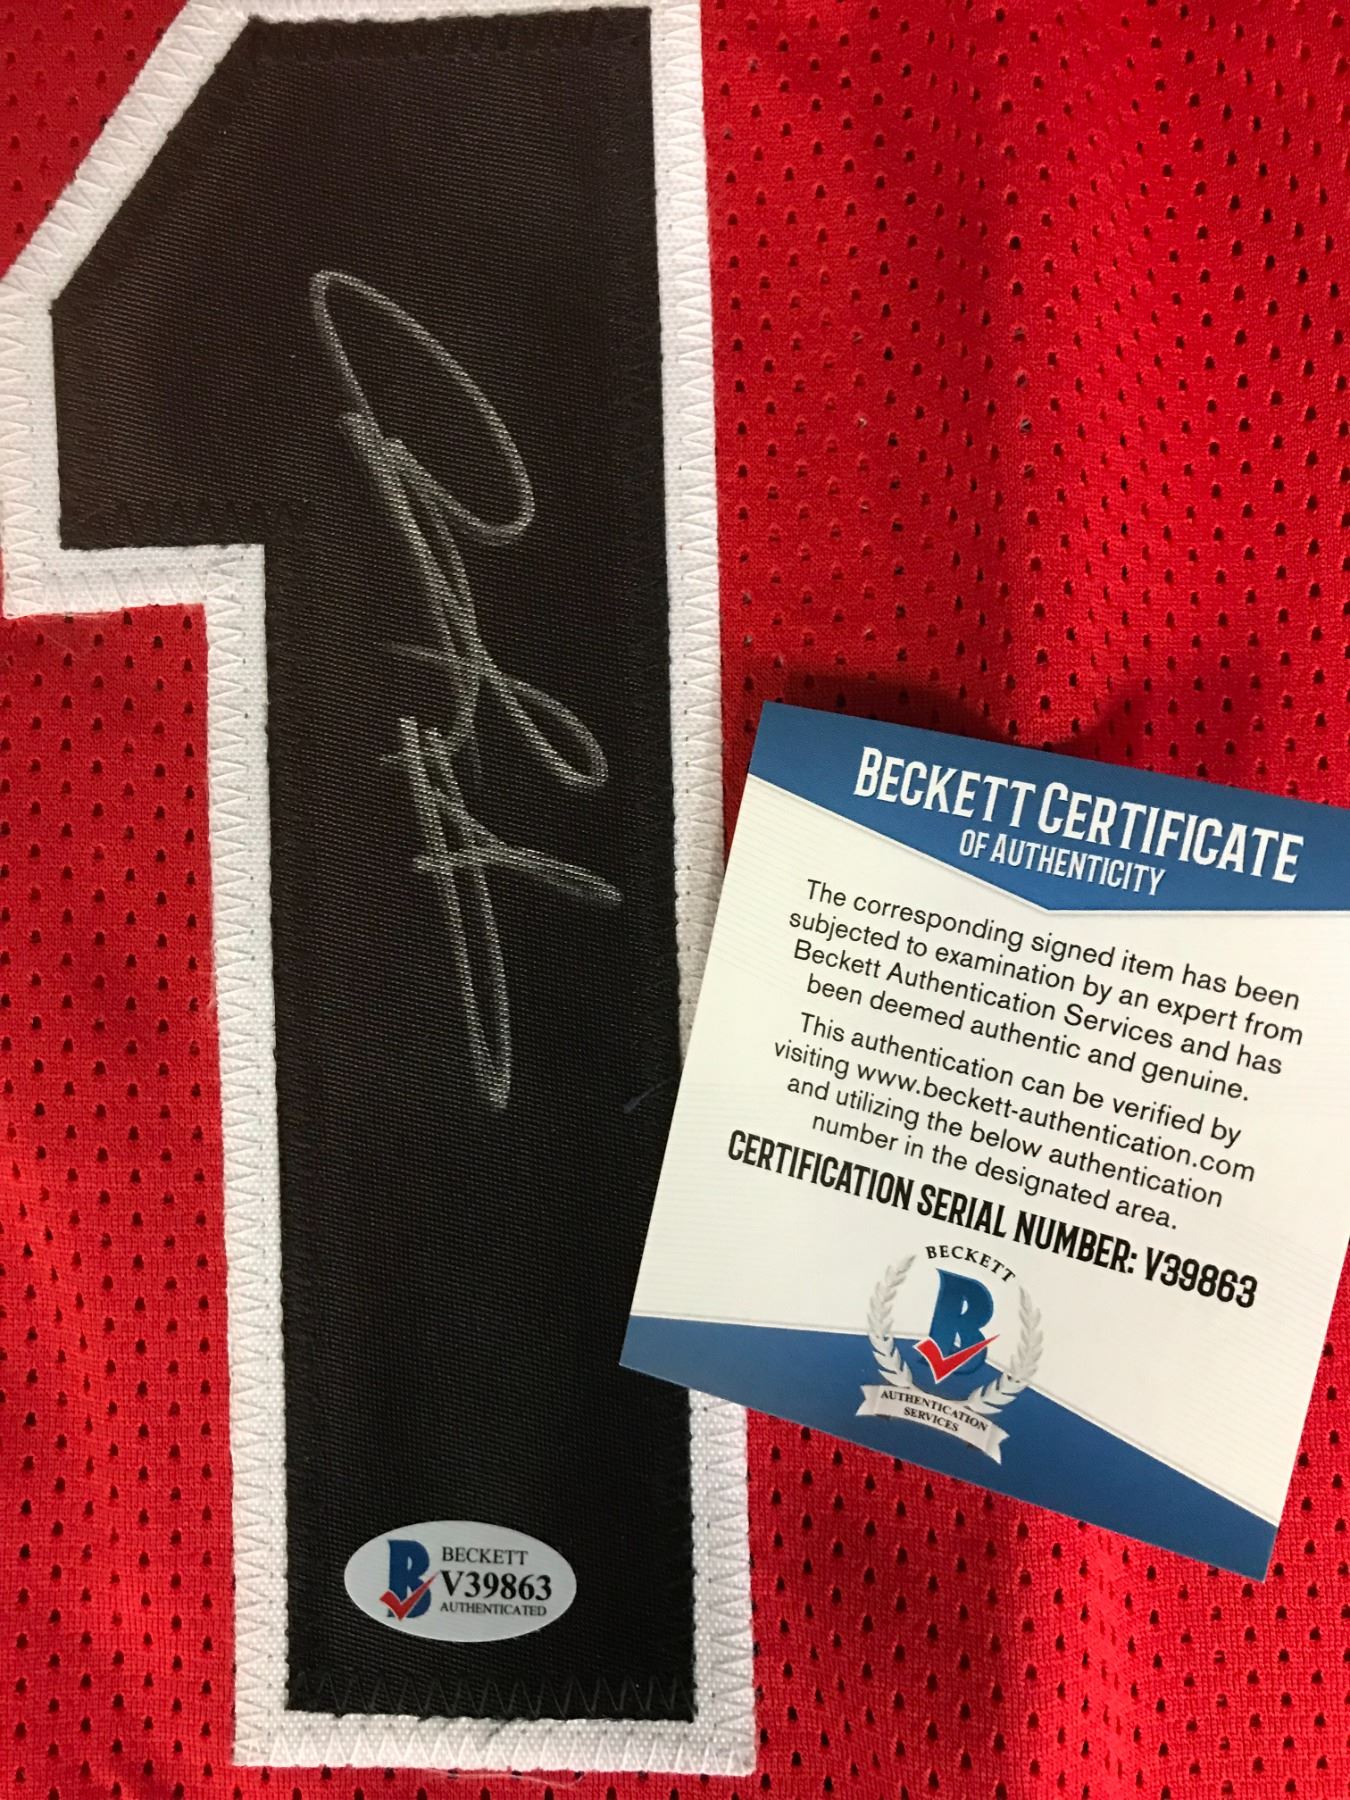 1
BECKETT CERTIFICATE
OF AUTHENTICITY
The corresponding signed item has been
subjected to examination by an expert from
Beckett Authentication Services and has
been deemed authentic and genuine.
This authentication can be verified by
visiting www.beckett-authentication.com
and utilizing the below authentication
number in the designated area.
CERTIFICATION SERIAL NUMBER: V39863
BECKETT
B
AUTHENTICATION
SERVICES
B
BECKETT
V39863
AUTHENTICATED